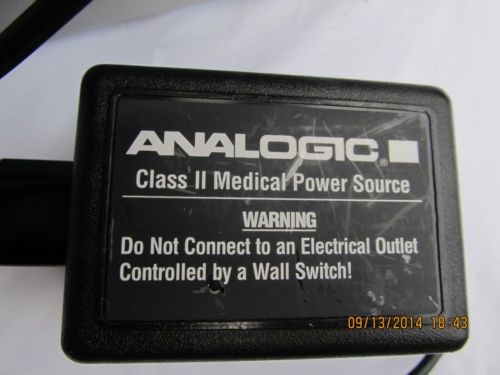 ANALOGIC®
Class II Medical Power Source
WARNING
Do Not Connect to an Electrical Outlet
Controlled by a Wall Switch!
09/13/2014 18:43